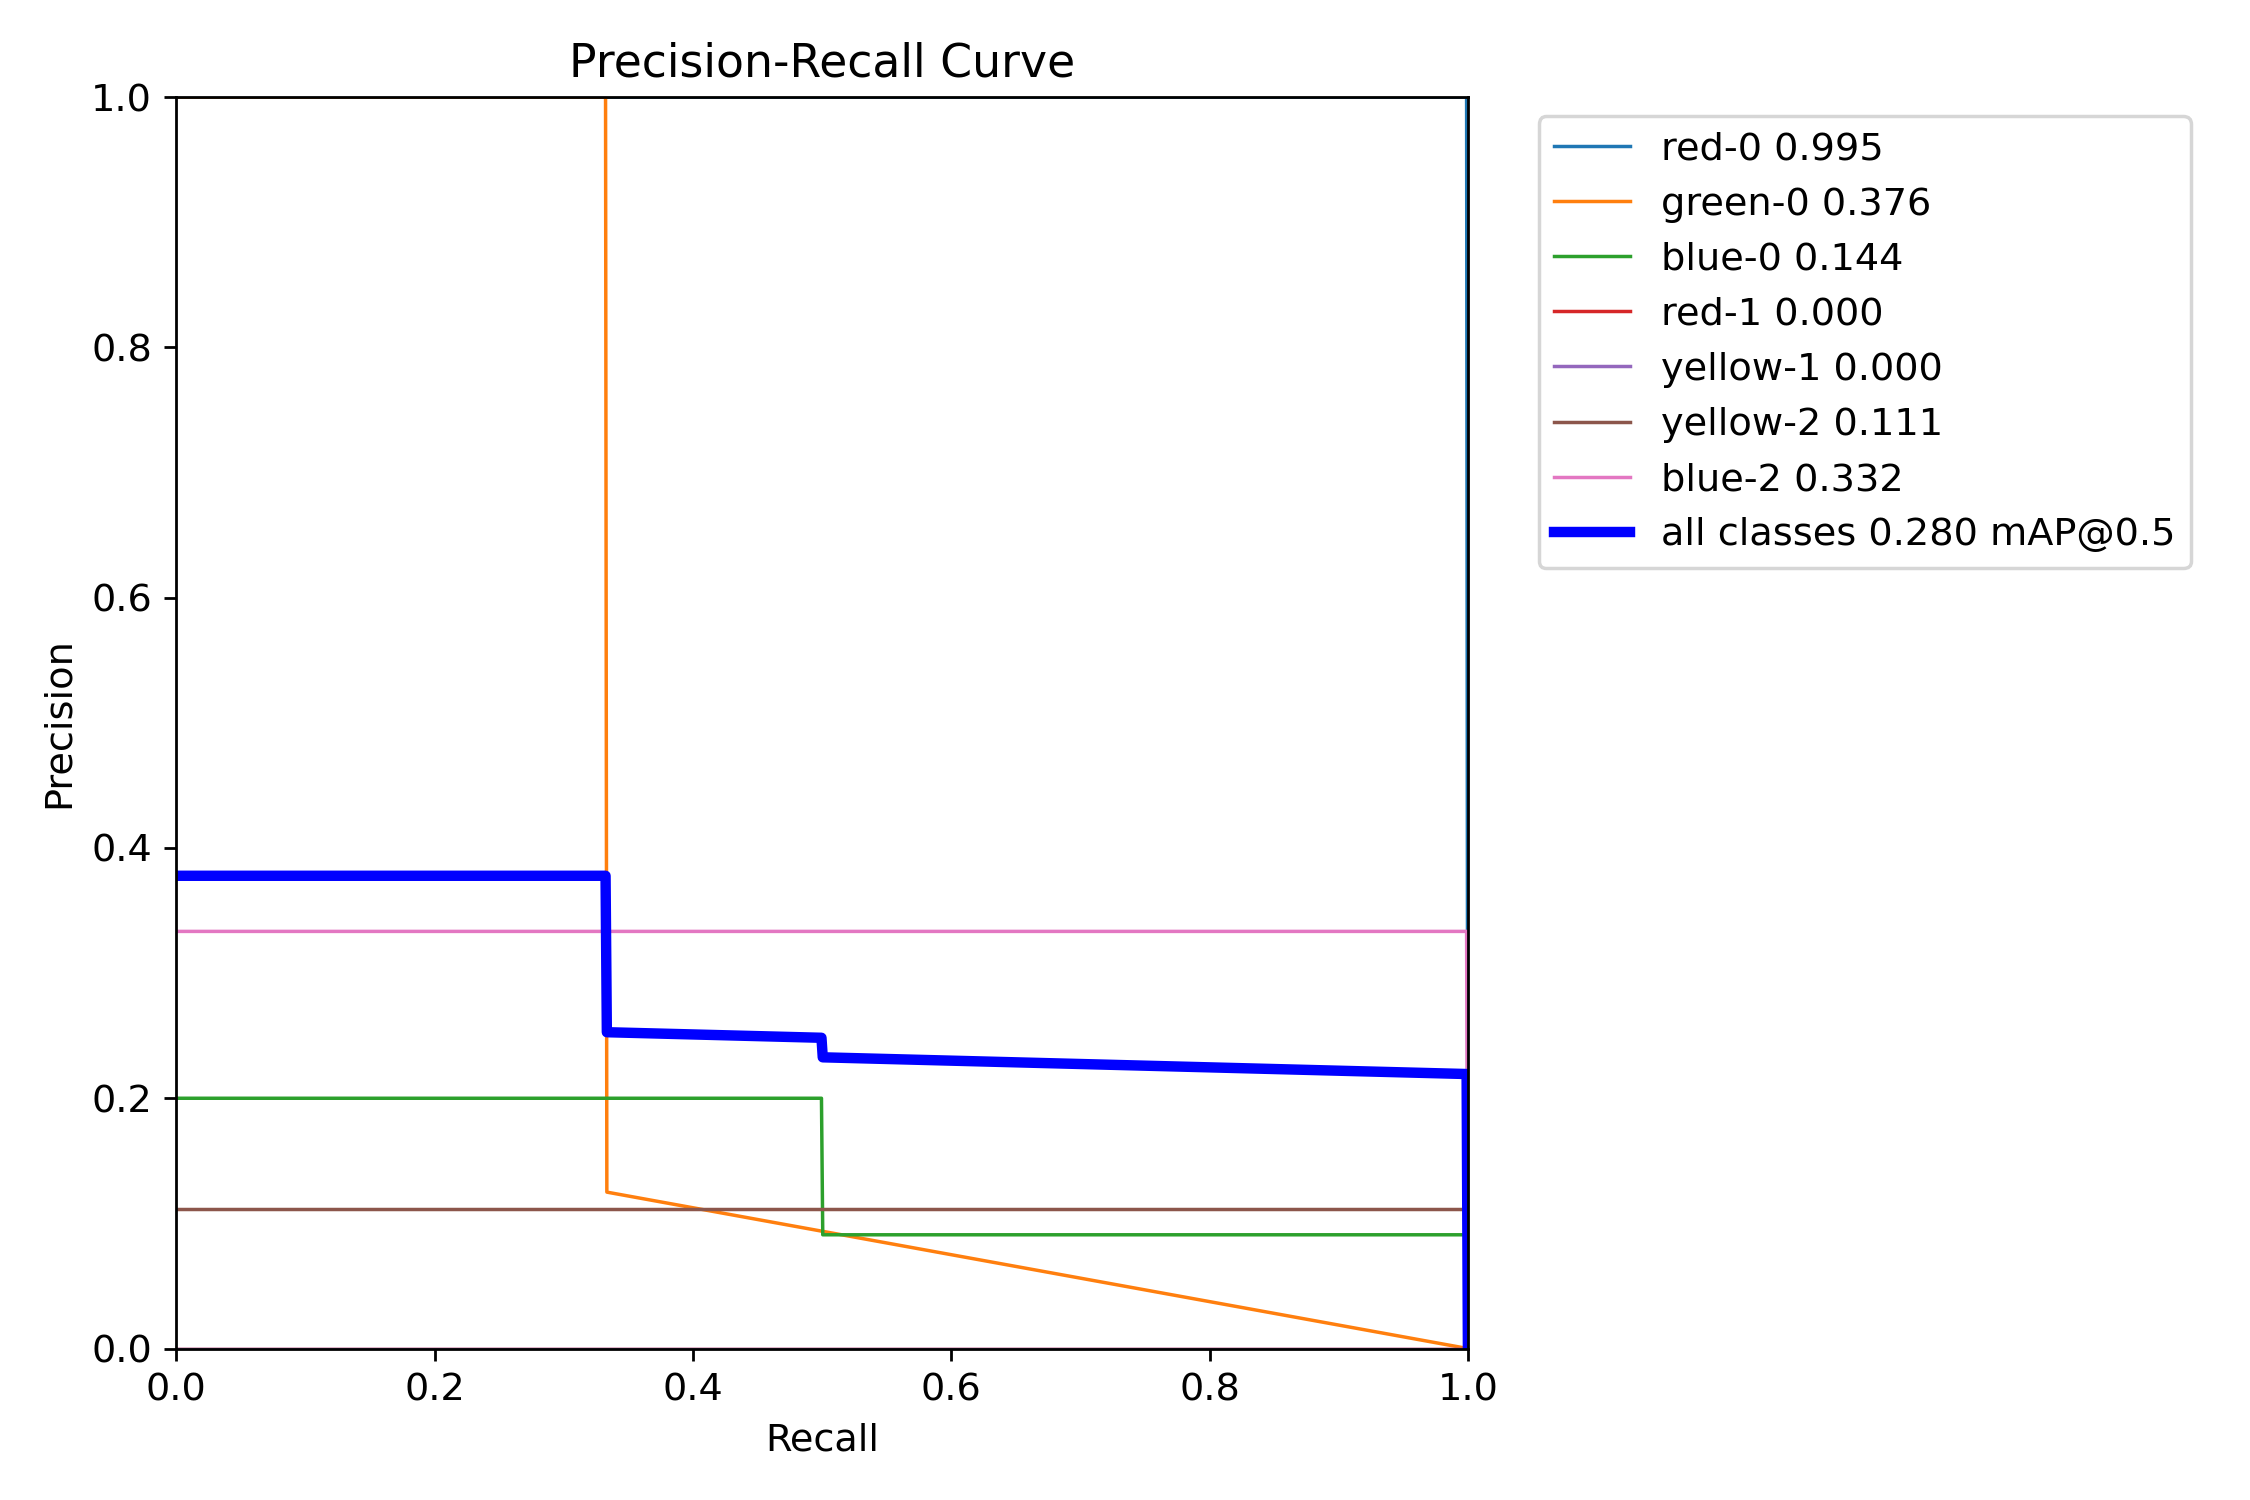 Precision-Recall Curve
1.0
0.8
0.6
0.4
0.2
0.0
Precision
0.0 0.2 0.4 0.6 0.8 1.0
Recall
red-0 0.995
green-0 0.376
blue-0 0.144
red-1 0.000
yellow-1 0.000
yellow-2 0.111
blue-2 0.332
all classes 0.280 mAP@0.5